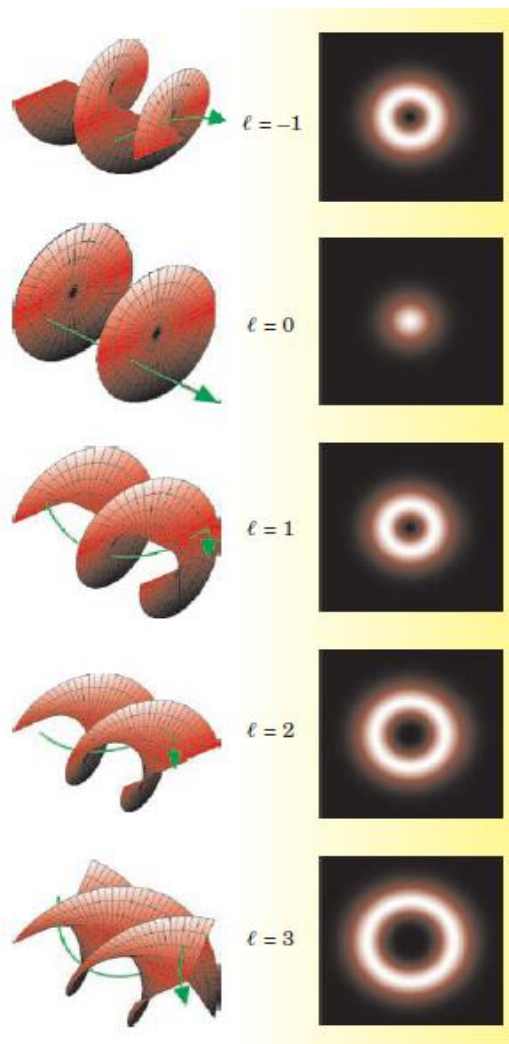 ℓ = –1
ℓ = 0
ℓ = 1
ℓ = 2
ℓ = 3